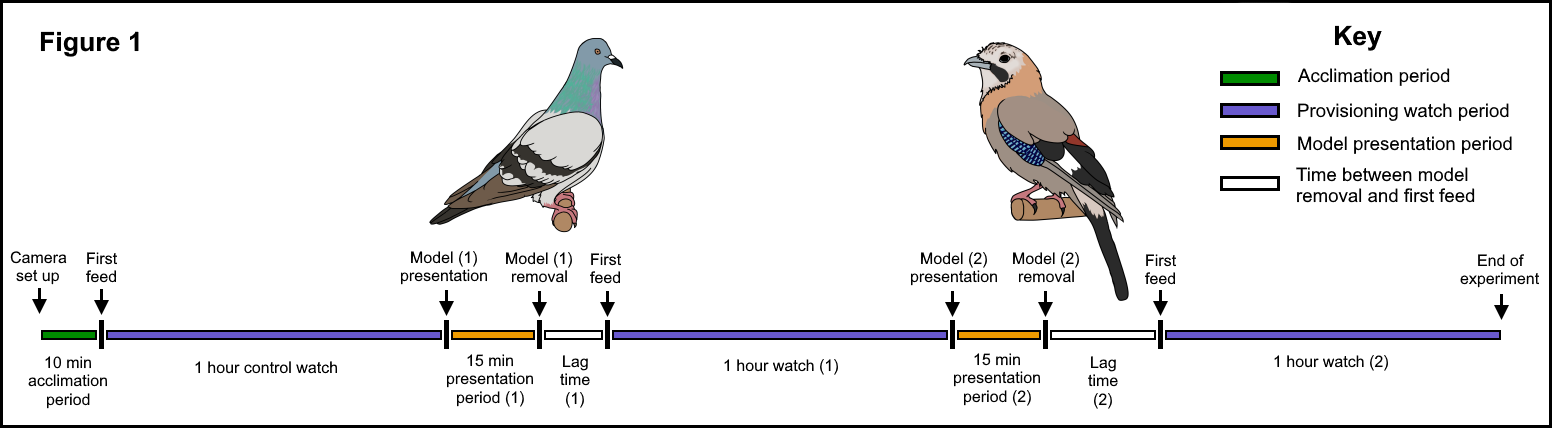 Figure 1
Key
Acclimation period
Provisioning watch period
Model presentation period
Time between model
removal and first feed
Camera
set up
First
feed
Model (1)
presentation
Model (1)
removal
First
feed
Model (2)
presentation
Model (2)
removal
First
feed
End of
experiment
10 min
acclimation
period
1 hour control watch
15 min
presentation
period (1)
Lag
time
(1)
1 hour watch (1)
15 min
presentation
period (2)
Lag
time
(2)
1 hour watch (2)